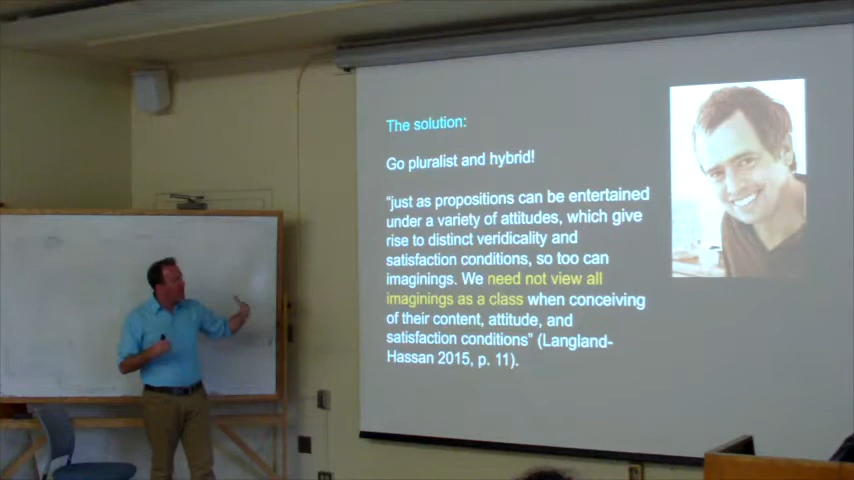 The solution:
Go pluralist and hybrid!
“just as propositions can be entertained
under a variety of attitudes, which give
rise to distinct veridicality and
satisfaction conditions, so too can
imaginings. We need not view all
imaginings as a class when conceiving
of their content, attitude, and
satisfaction conditions” (Langland-
Hassan 2015, p. 11).